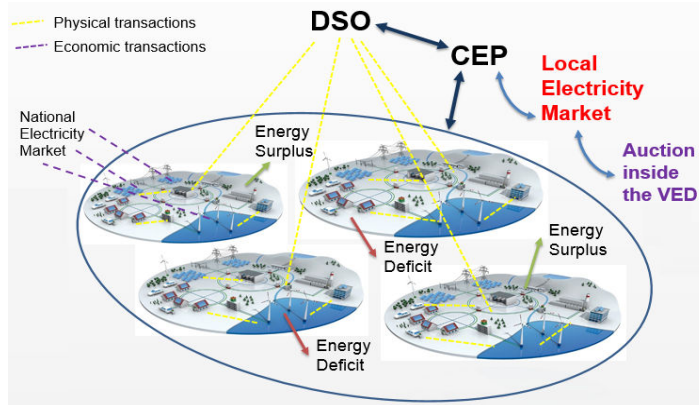 Physical transactions
Economic transactions
DSO
CEP
Local
Electricity
Market
National
Electricity
Market
Energy
Surplus
Auction
inside
the VED
Energy
Deficit
Energy
Surplus
Energy
Deficit